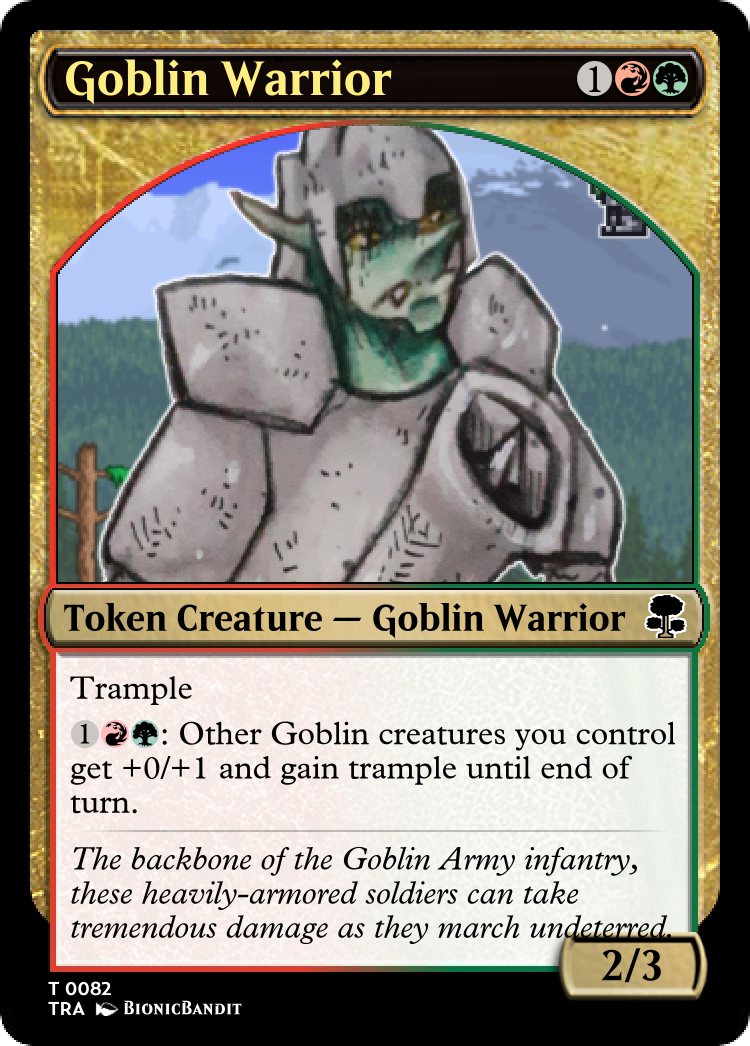 Goblin Warrior 1
Token Creature — Goblin Warrior
Trample
1: Other Goblin creatures you control
get +0/+1 and gain trample until end of
turn.
The backbone of the Goblin Army infantry,
these heavily-armored soldiers can take
tremendous damage as they march undeterred.
2/3
T 0082
TRA BionicBandit